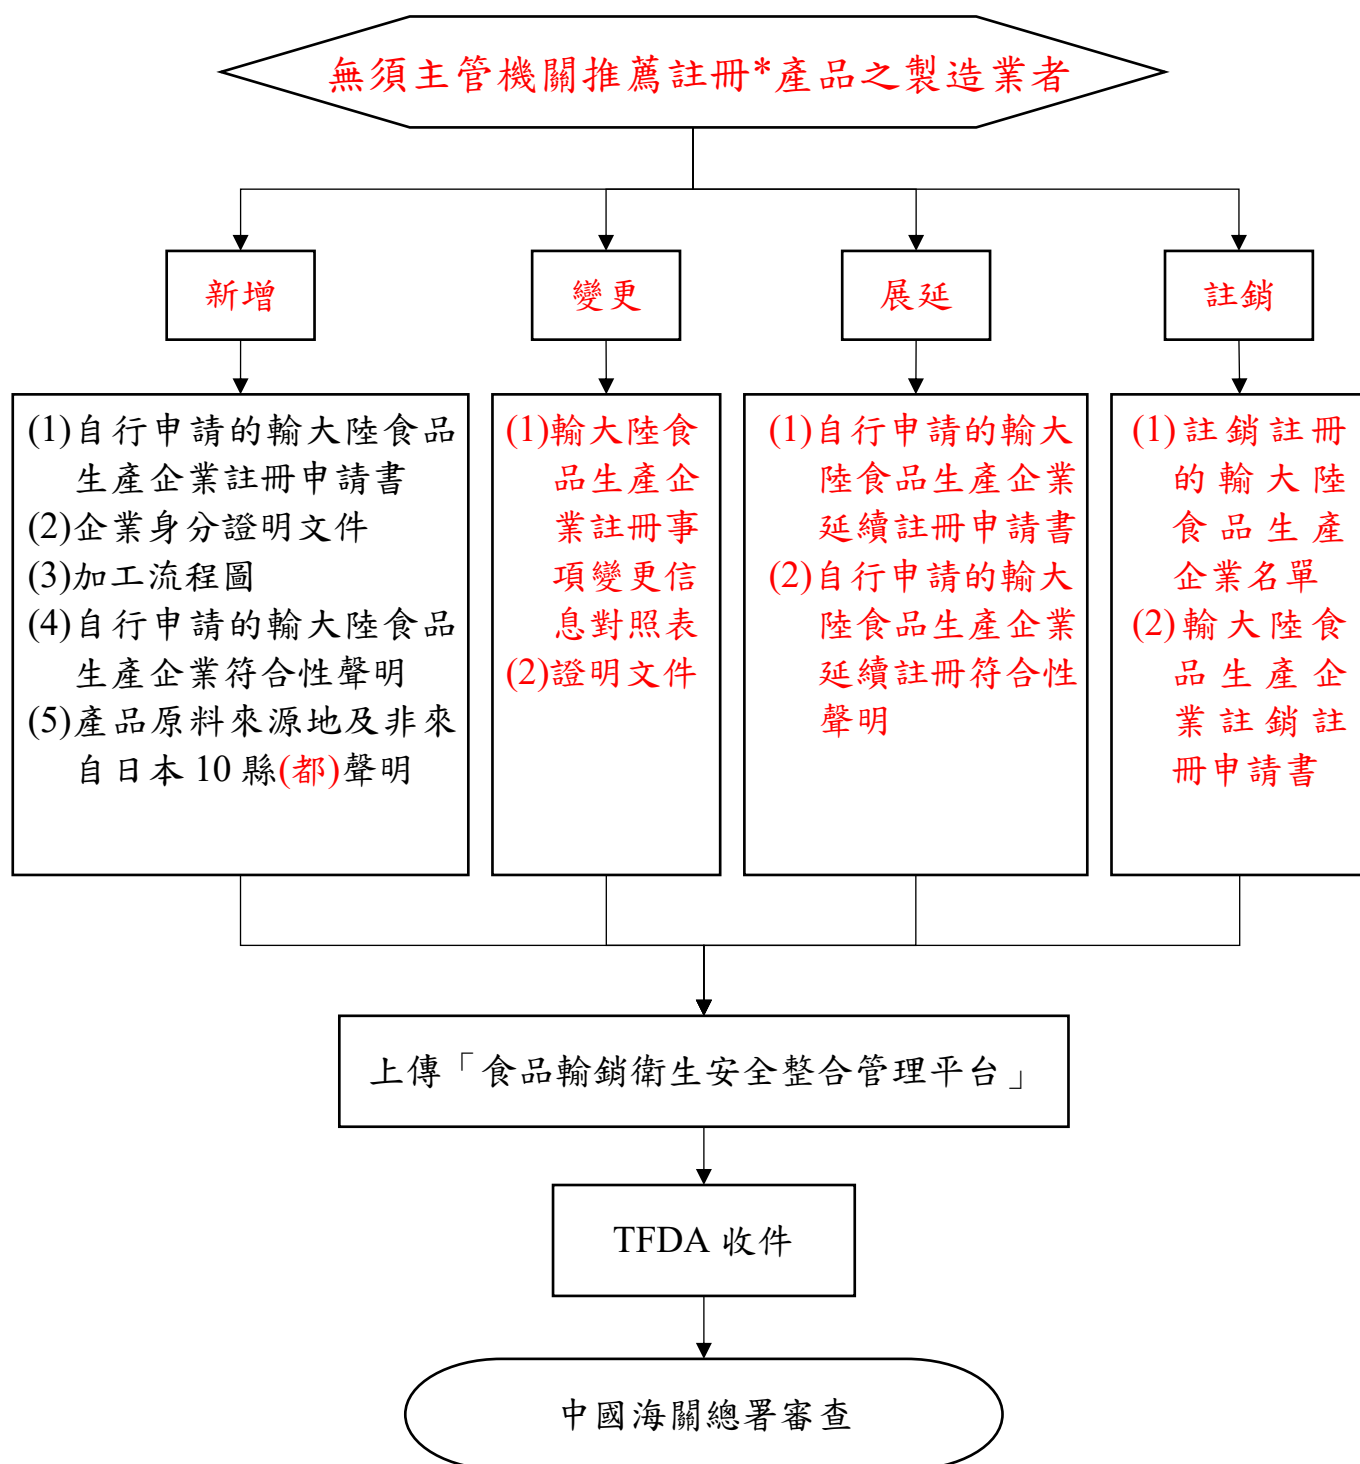 無須主管機關推薦註冊*產品之製造業者
新增
變更
展延
註銷
(1)自行申請的輸大陸食品
生產企業註冊申請書
(2)企業身分證明文件
(3)加工流程圖
(4)自行申請的輸大陸食品
生產企業符合性聲明
(5)產品原料來源地及非來
自日本 10 縣(都)聲明
(1)輸大陸食
品生產企
業註冊事
項變更信
息對照表
(2)證明文件
(1)自行申請的輸大
陸食品生產企業
延續註冊申請書
(2)自行申請的輸大
陸食品生產企業
延續註冊符合性
聲明
(1)註銷註冊
的輸大陸
食品生產
企業名單
(2)輸大陸食
品生產企
業註銷註
冊申請書
上傳「食品輸銷衛生安全整合管理平台」
TFDA 收件
中國海關總署審查